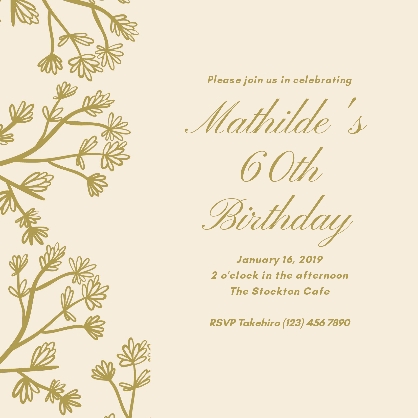 Please join us in celebrating
Mathilde 's
60th
Birthday
January 16, 2019
2 o'clock in the afternoon
The Stockton Cafe
RSVP Takehiro (123) 456 7890